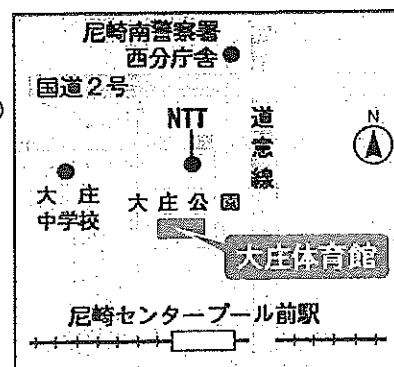 尼崎南警察署
西分庁舎
国道2号
NTT
道意線
N
大庄
中学校
大庄公園
大庄体育館
尼崎センタープール前駅